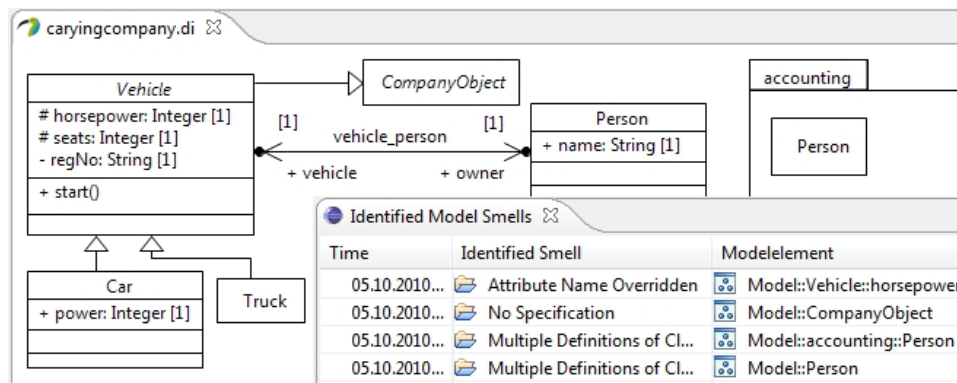 caryingcompany.di
Vehicle
# horsepower: Integer [1]
# seats: Integer [1]
- regNo: String [1]
+ start()
CompanyObject
[1]
[1]
vehicle_person
+ vehicle
+ owner
Person
+ name: String [1]
accounting
Person
Car
+ power: Integer [1]
Truck
Identified Model Smells
Time Identified Smell Modelelement
05.10.2010... Attribute Name Overridden Model::Vehicle::horsepower
05.10.2010... No Specification Model::CompanyObject
05.10.2010... Multiple Definitions of Cl... Model::accounting::Person
05.10.2010... Multiple Definitions of Cl... Model::Person